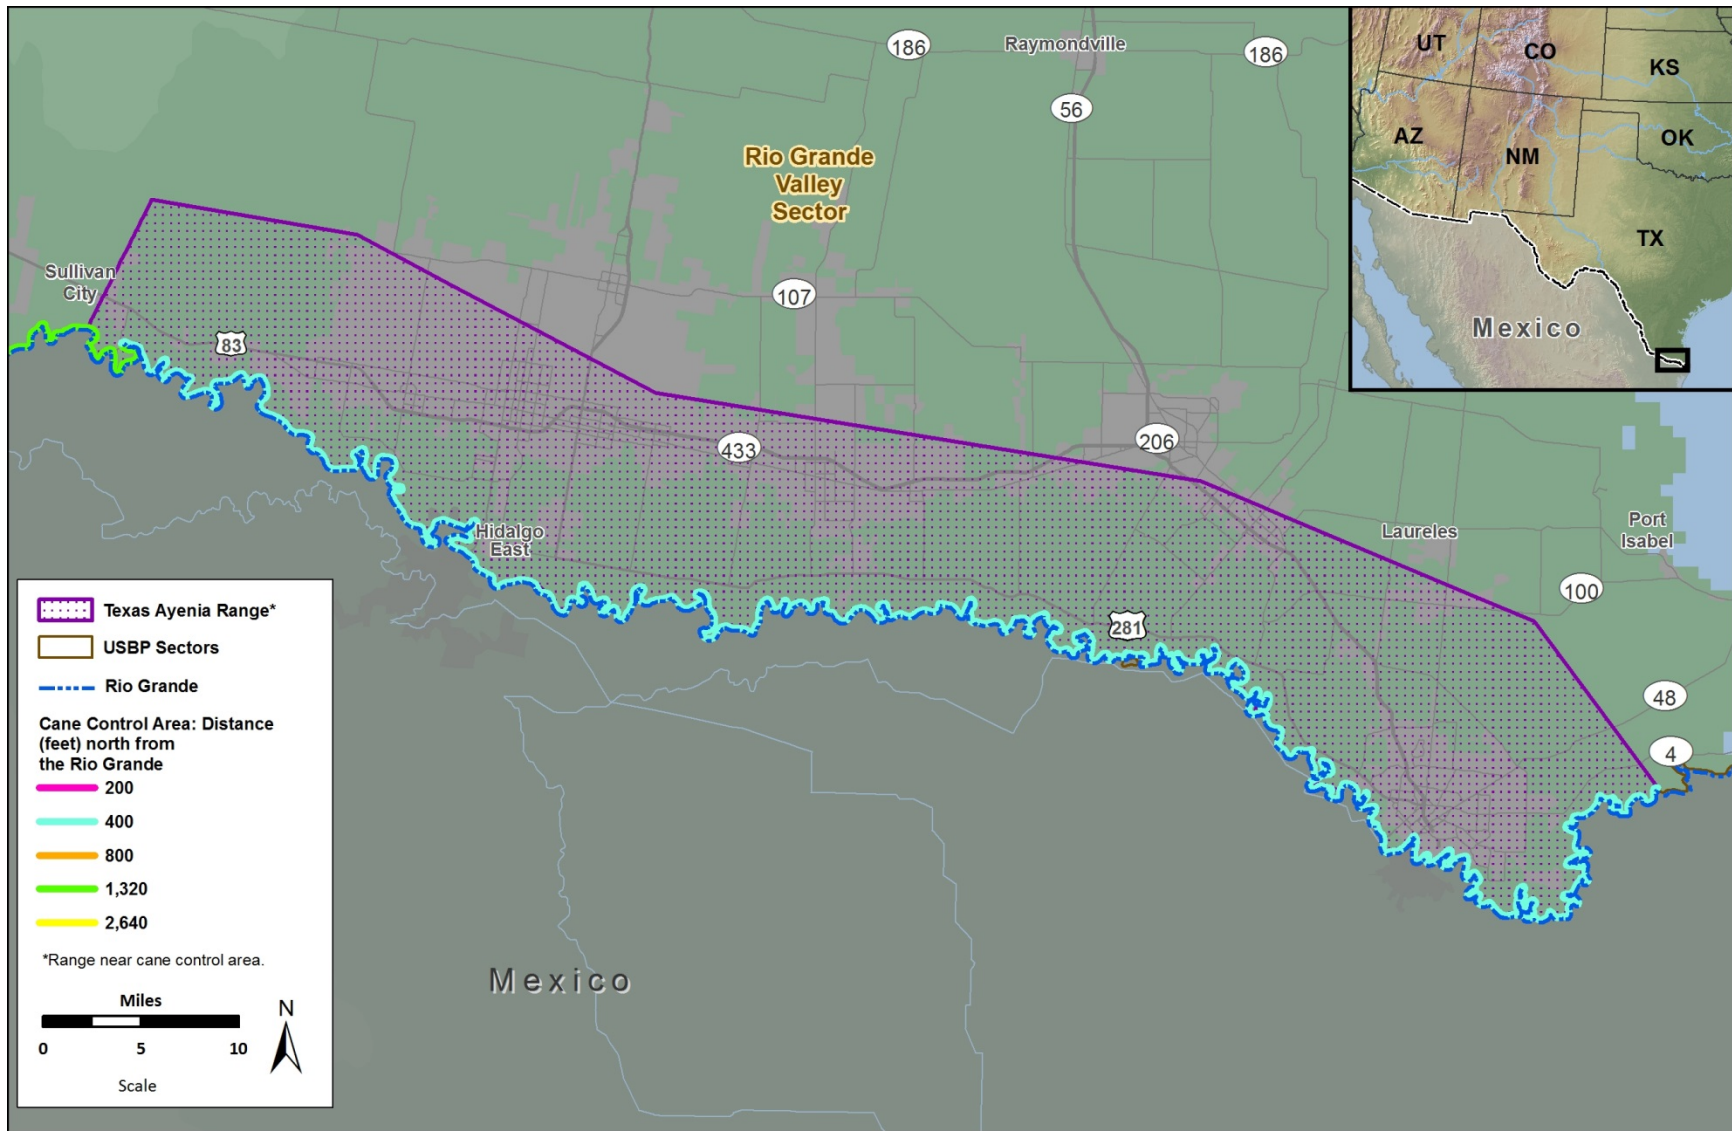 186
Raymondville
186
56
Rio Grande
Valley
Sector
107
Sullivan
City
83
433
206
Hidalgo
East
Laureles
Port
Isabel
100
281
48
4
Mexico
UT
CO
KS
AZ
NM
OK
TX
Mexico
Texas Ayenia Range*
USBP Sectors
Rio Grande
Cane Control Area: Distance
(feet) north from
the Rio Grande
200
400
800
1,320
2,640
*Range near cane control area.
Miles
N
0 5 10
Scale